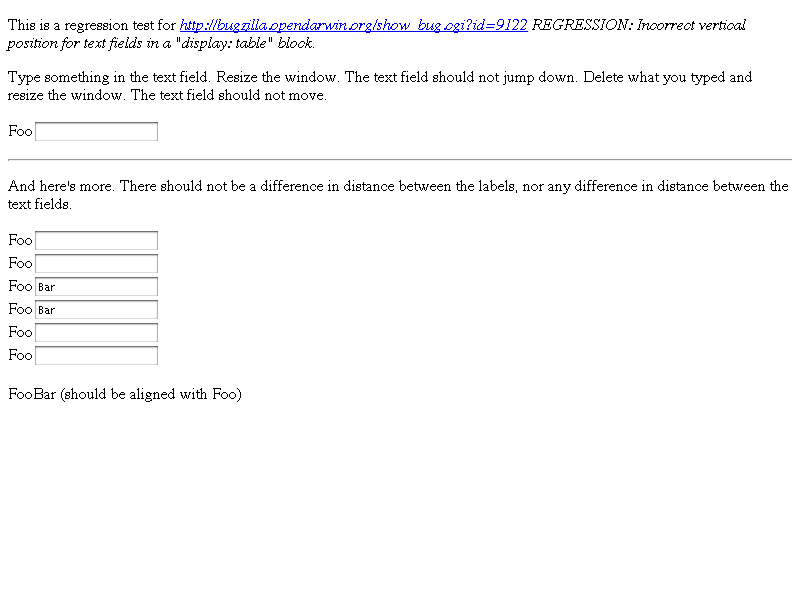 This is a regression test for http://bugzilla.opendarwin.org/show_bug.cgi?id=9122 REGRESSION: Incorrect vertical
position for text fields in a "display: table" block.
Type something in the text field. Resize the window. The text field should not jump down. Delete what you typed and
resize the window. The text field should not move.
Foo
And here's more. There should not be a difference in distance between the labels, nor any difference in distance between the
text fields.
Foo
Foo
Foo Bar
Foo Bar
Foo
Foo
FooBar (should be aligned with Foo)